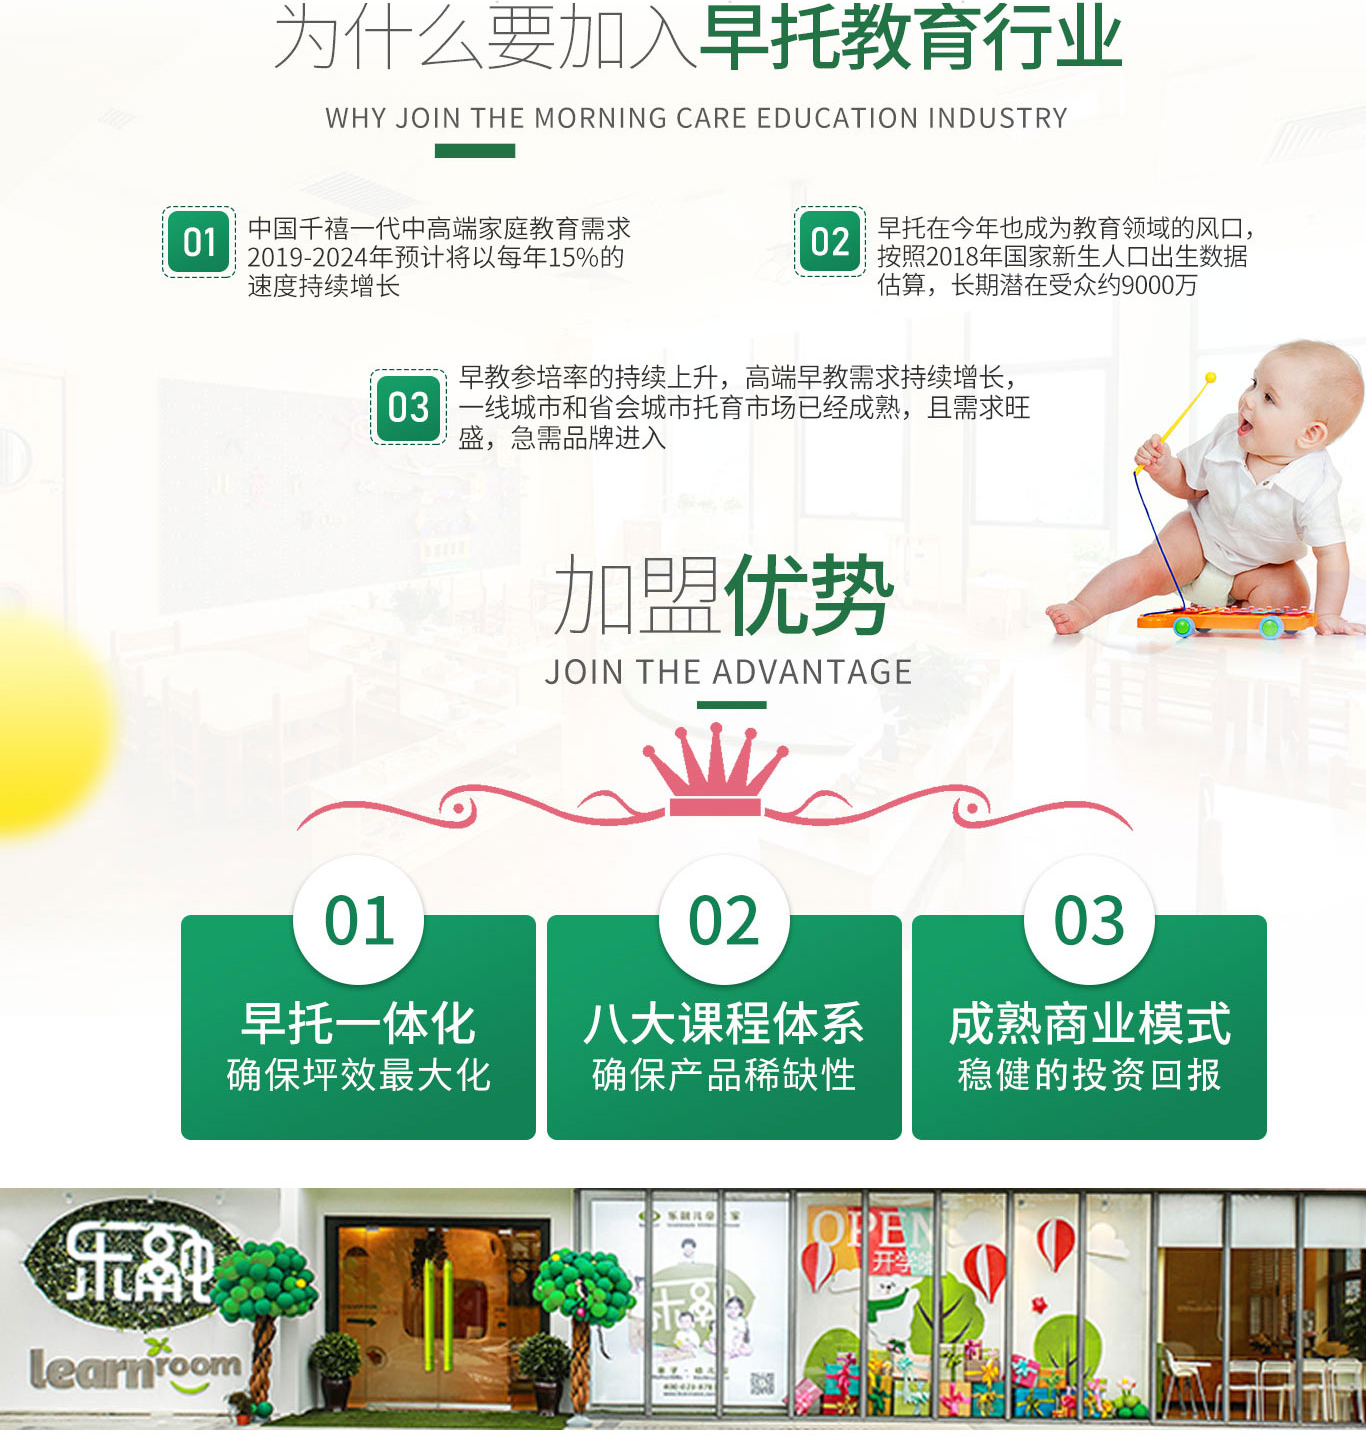 为什么要加入早托教育行业
WHY JOIN THE MORNING CARE EDUCATION INDUSTRY
01
中国千禧一代中高端家庭教育需求
2019-2024年预计将以每年15%的
速度持续增长
02
早托在今年也成为教育领域的风口，
按照2018年国家新生人口出生数据
估算，长期潜在受众约9000万
03
早教参培率的持续上升，高端早教需求持续增长，
一线城市和省会城市托育市场已经成熟，且需求旺
盛，急需品牌进入
加盟优势
JOIN THE ADVANTAGE
01
早托一体化
确保坪效最大化
02
八大课程体系
确保产品稀缺性
03
成熟商业模式
稳健的投资回报
乐融
learnroom
乐融儿童之家
乐融
OPEN
开学啦